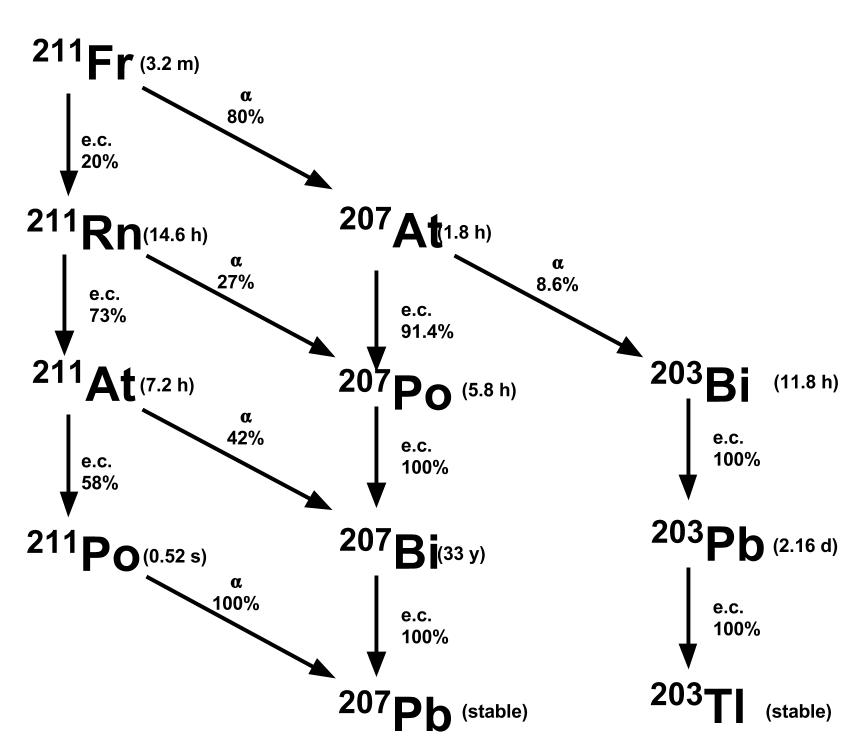 ²¹¹Fr (3.2 m)
α
80%
e.c.
20%
²¹¹Rn (14.6 h)
²⁰⁷At (1.8 h)
α
27%
α
8.6%
e.c.
73%
e.c.
91.4%
²¹¹At (7.2 h)
²⁰⁷Po (5.8 h)
²⁰³Bi (11.8 h)
α
42%
e.c.
100%
e.c.
100%
e.c.
58%
²¹¹Po (0.52 s)
²⁰⁷Bi (33 y)
²⁰³Pb (2.16 d)
α
100%
e.c.
100%
e.c.
100%
²⁰⁷Pb (stable)
²⁰³Tl (stable)